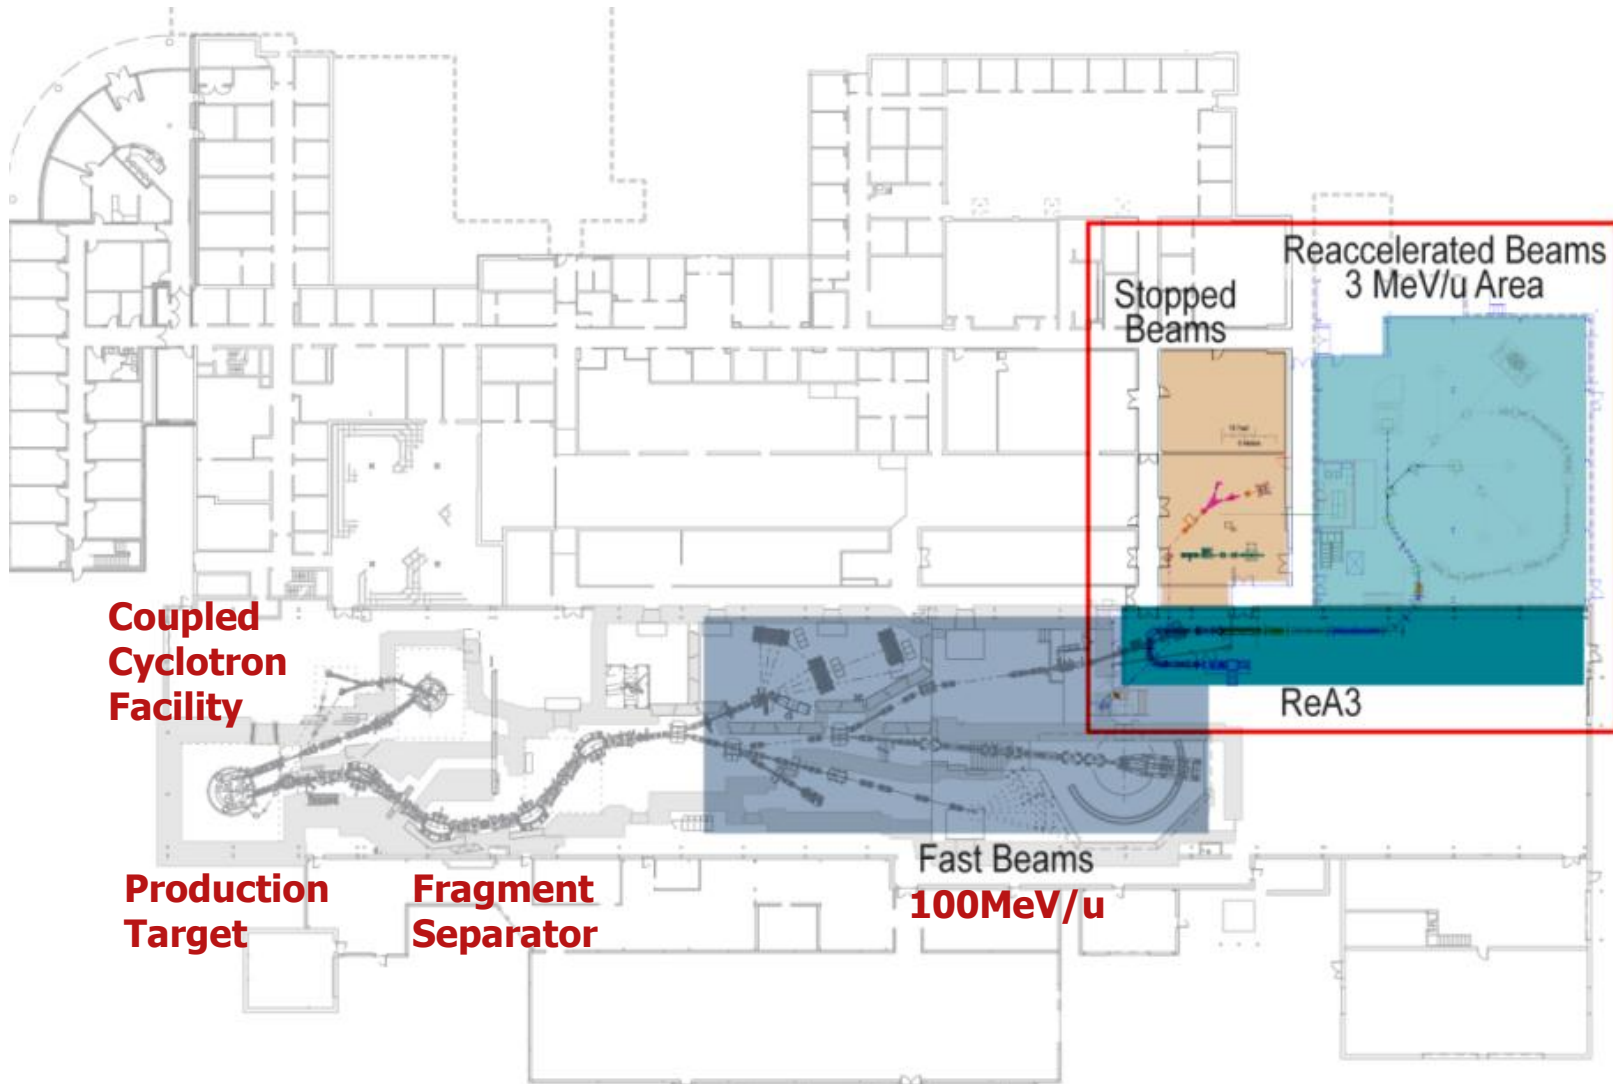 Reaccelerated Beams
3 MeV/u Area
Stopped
Beams
Coupled
Cyclotron
Facility
ReA3
Fast Beams
100MeV/u
Production
Target
Fragment
Separator